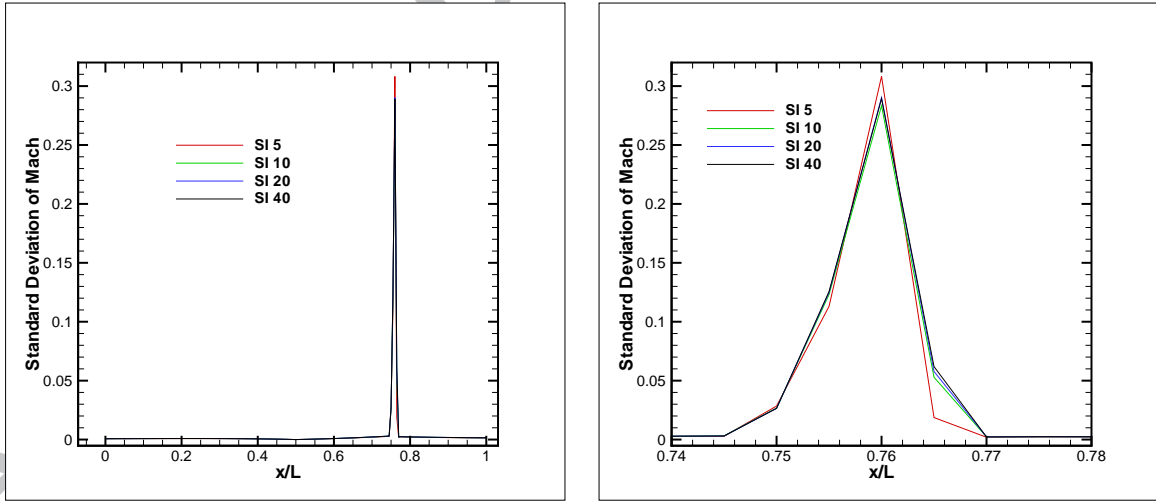 Standard Deviation of Mach
0.3
0.25
0.2
0.15
0.1
0.05
0
SI 5
SI 10
SI 20
SI 40
0 0.2 0.4 0.6 0.8 1
x/L
Standard Deviation of Mach
0.3
0.25
0.2
0.15
0.1
0.05
0
SI 5
SI 10
SI 20
SI 40
0.74 0.75 0.76 0.77 0.78
x/L